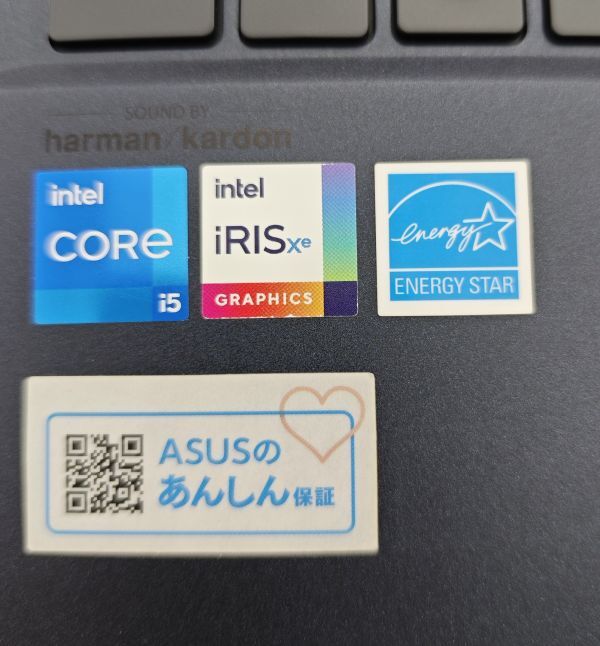 SOUND BY
harman/kardon
intel
CORE
i5
intel
iRISxe
GRAPHICS
energy
ENERGY STAR
ASUSの
あんしん保証